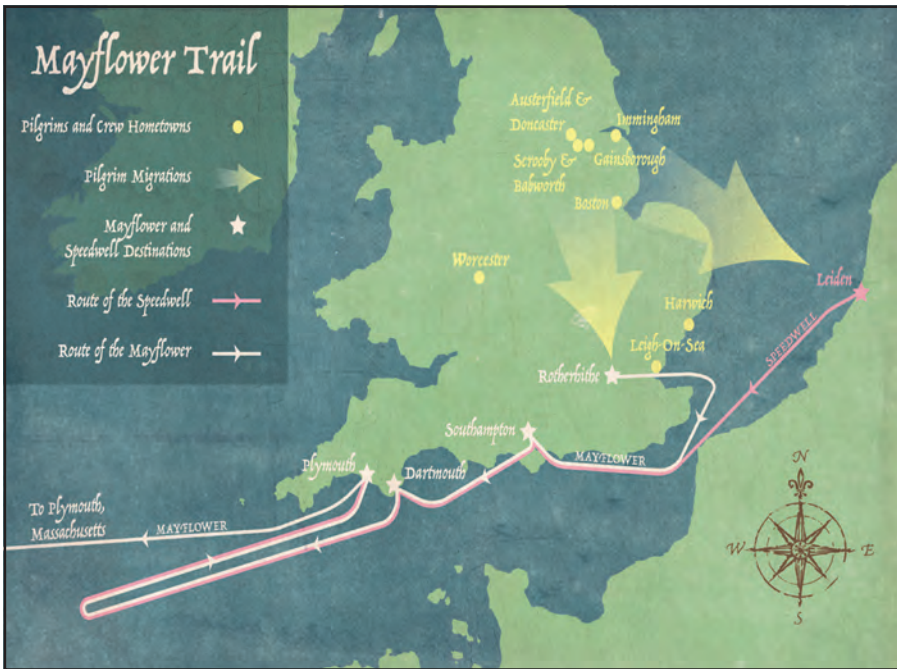 Mayflower Trail
Pilgrims and Crew Hometowns
Pilgrim Migrations
Mayflower and
Speedwell Destinations
Route of the Speedwell
Route of the Mayflower
Austerfield &
Doncaster
Immingham
Scrooby &
Babworth
Gainsborough
Boston
Worcester
Harwich
Leigh-On-Sea
Leiden
SPEEDWELL
Rotherhithe
Southampton
MAYFLOWER
Plymouth
Dartmouth
To Plymouth,
Massachusetts
MAYFLOWER
N
W
E
S